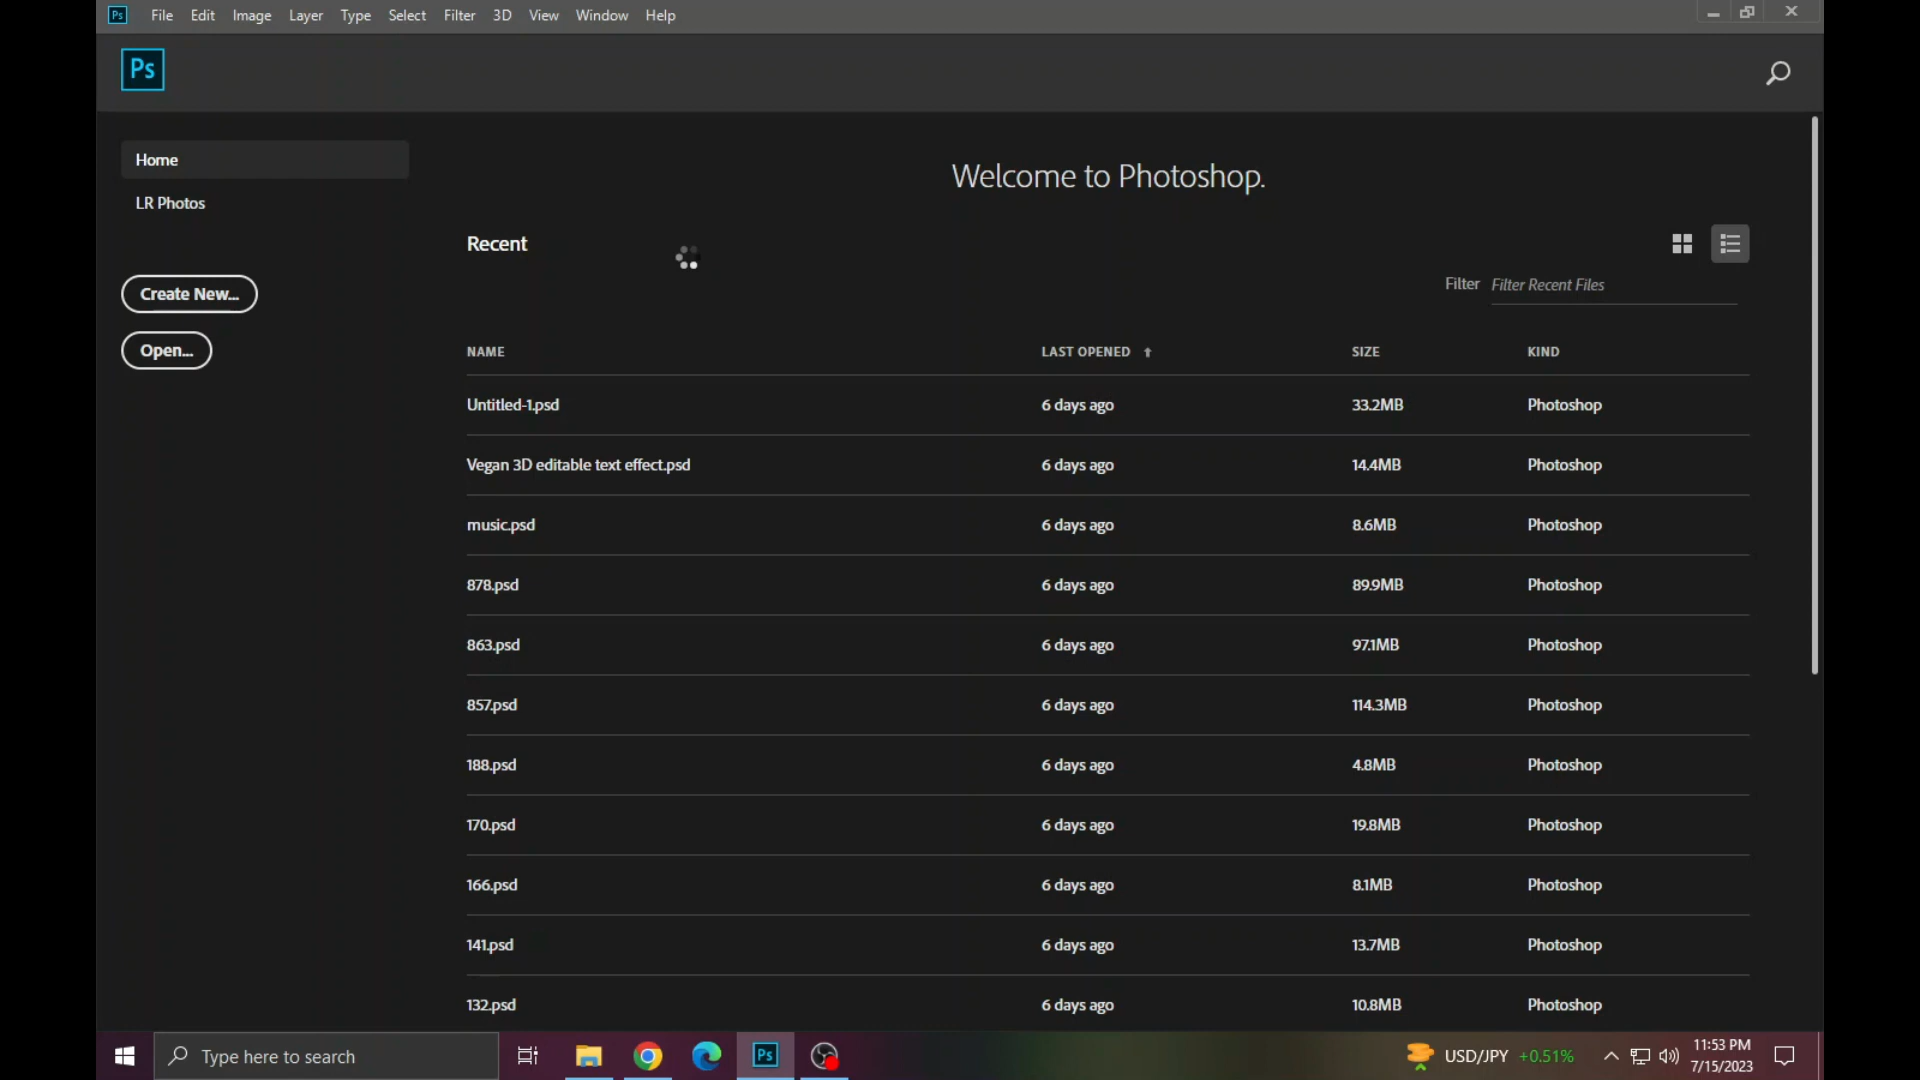 Ps File Edit Image Layer Type Select Filter 3D View Window Help
Ps
Home
LR Photos
Create New...
Open...
Welcome to Photoshop.
Recent
Filter Filter Recent Files
NAME LAST OPENED SIZE KIND
Untitled-1.psd 6 days ago 33.2MB Photoshop
Vegan 3D editable text effect.psd 6 days ago 14.4MB Photoshop
music.psd 6 days ago 8.6MB Photoshop
878.psd 6 days ago 89.9MB Photoshop
863.psd 6 days ago 97.1MB Photoshop
857.psd 6 days ago 114.3MB Photoshop
188.psd 6 days ago 4.8MB Photoshop
170.psd 6 days ago 19.8MB Photoshop
166.psd 6 days ago 8.1MB Photoshop
141.psd 6 days ago 13.7MB Photoshop
132.psd 6 days ago 10.8MB Photoshop
Type here to search
Ps
USD/JPY +0.51%
11:53 PM
7/15/2023